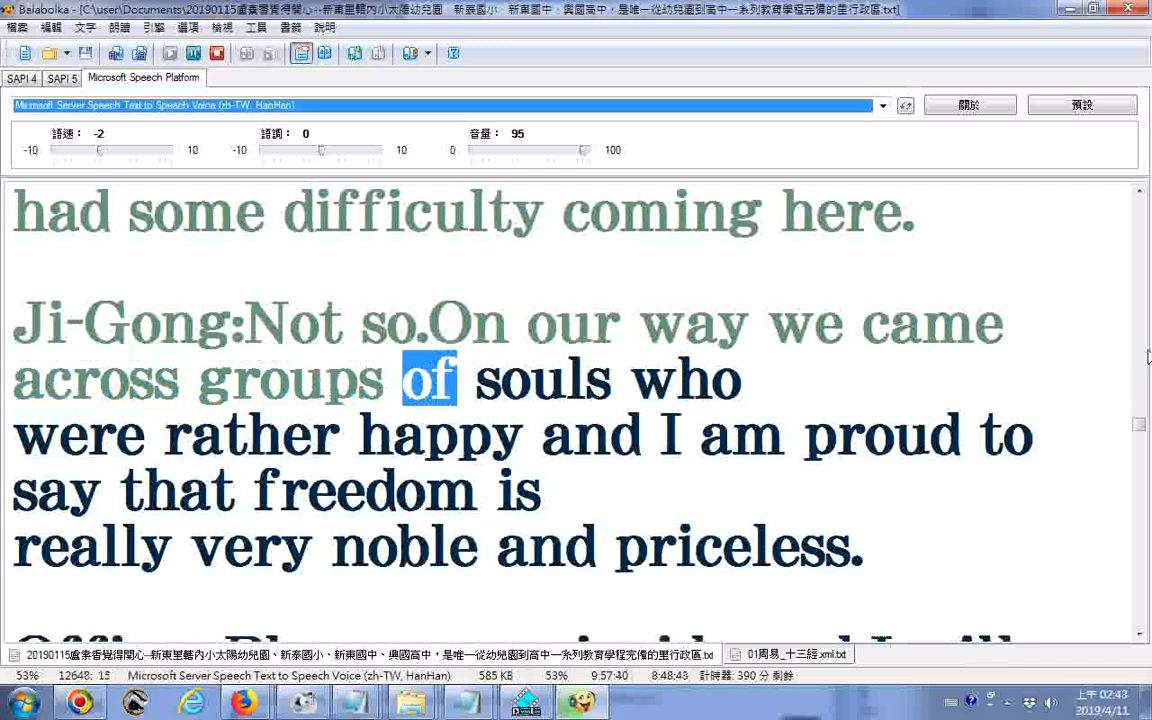 Balabolka - [C:\user\Documents\20190115盧素香覺得開心--新東里轄內小太陽幼兒園 新泰國小、新東國中、興國高中，是唯一從幼兒園到高中一系列教育學程完備的里行政區.txt]
檔案 編輯 文字 朗讀 引擎 選項 檢視 工具 書籤 說明
SAPI 4 SAPI 5 Microsoft Speech Platform
Microsoft Server Speech Text to Speech Voice (zh-TW, HanHan) 關於 預設
語速： -2 語調： 0 音量： 95
-10 10 -10 10 0 100
had some difficulty coming here.
Ji-Gong:Not so.On our way we came
across groups of souls who
were rather happy and I am proud to
say that freedom is
really very noble and priceless.
20190115盧素香覺得開心--新東里轄內小太陽幼兒園、新泰國小、新東國中、興國高中，是唯一從幼兒園到高中一系列教育學程完備的里行政區.txt 01周易_十三經.xml.txt
53% 12648: 15 Microsoft Server Speech Text to Speech Voice (zh-TW, HanHan) 585 KB 53% 9:57:40 8:48:43 計時器: 390 分 剩餘
上午 02:43
2019/4/11